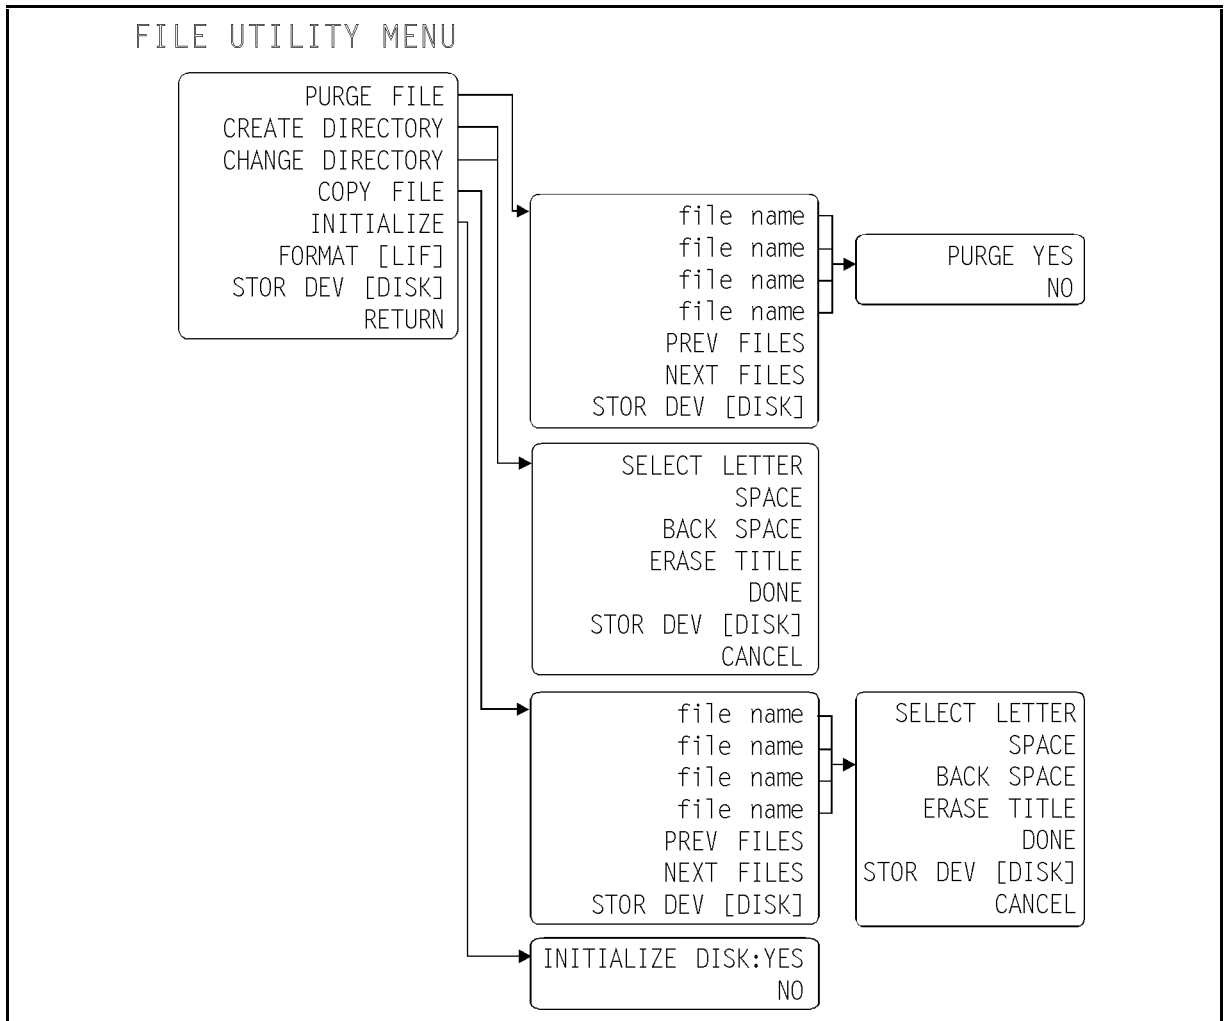 FILE UTILITY MENU
PURGE FILE
CREATE DIRECTORY
CHANGE DIRECTORY
COPY FILE
INITIALIZE
FORMAT [LIF]
STOR DEV [DISK]
RETURN
file name
file name
file name
file name
PREV FILES
NEXT FILES
STOR DEV [DISK]
PURGE YES
NO
SELECT LETTER
SPACE
BACK SPACE
ERASE TITLE
DONE
STOR DEV [DISK]
CANCEL
file name
file name
file name
file name
PREV FILES
NEXT FILES
STOR DEV [DISK]
SELECT LETTER
SPACE
BACK SPACE
ERASE TITLE
DONE
STOR DEV [DISK]
CANCEL
INITIALIZE DISK:YES
NO